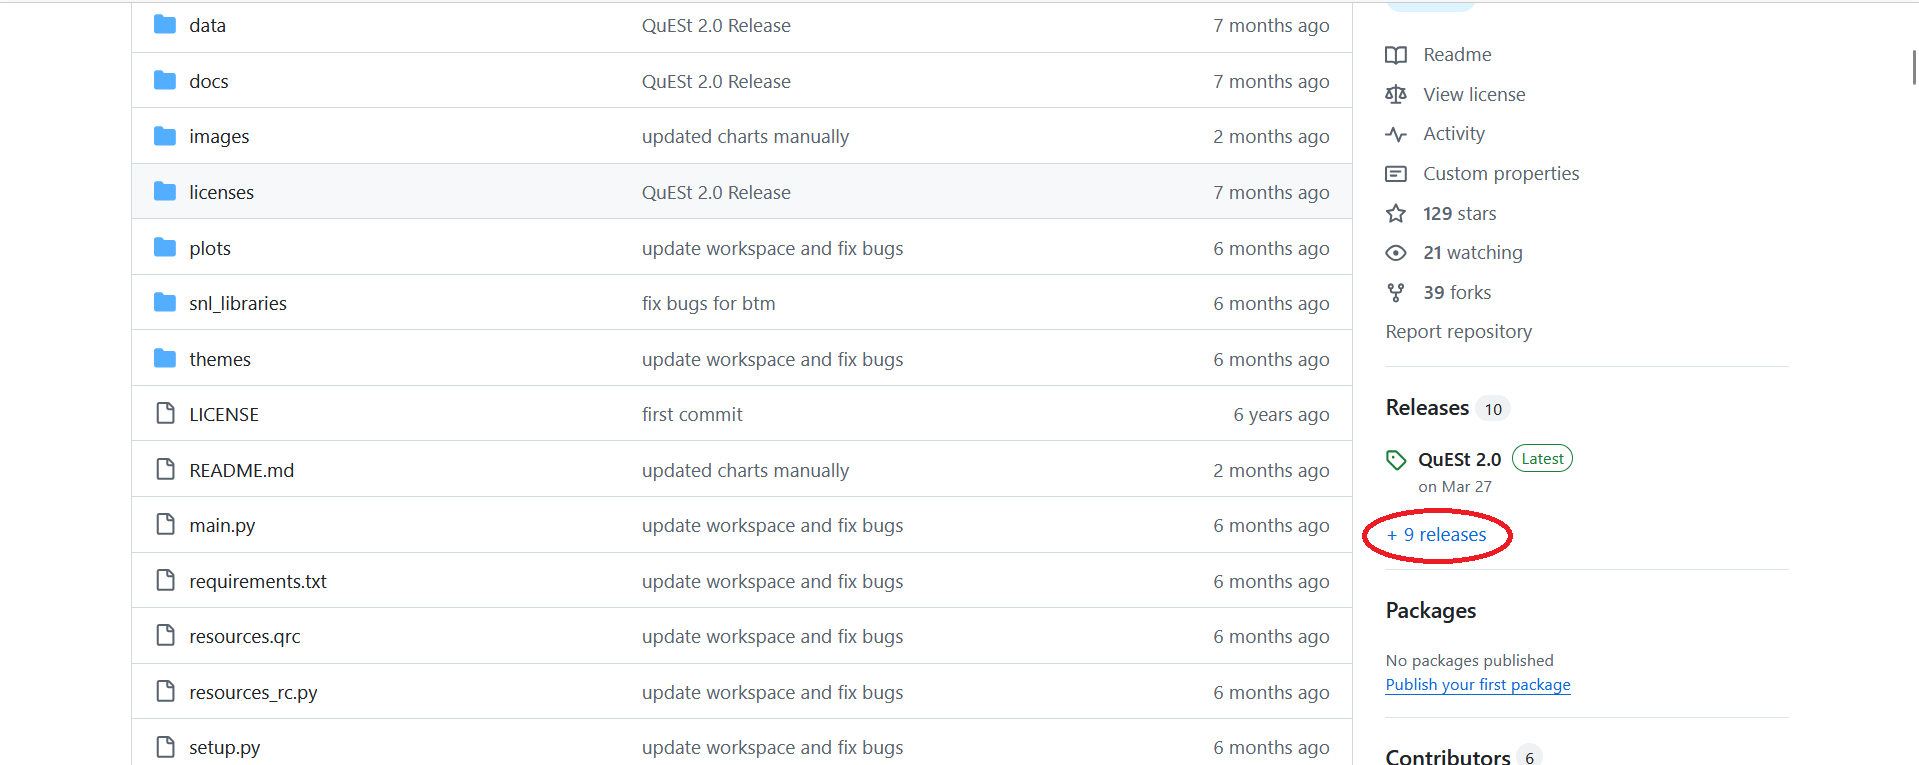 data QuESt 2.0 Release 7 months ago
docs QuESt 2.0 Release 7 months ago
images updated charts manually 2 months ago
licenses QuESt 2.0 Release 7 months ago
plots update workspace and fix bugs 6 months ago
snl_libraries fix bugs for btm 6 months ago
themes update workspace and fix bugs 6 months ago
LICENSE first commit 6 years ago
README.md updated charts manually 2 months ago
main.py update workspace and fix bugs 6 months ago
requirements.txt update workspace and fix bugs 6 months ago
resources.qrc update workspace and fix bugs 6 months ago
resources_rc.py update workspace and fix bugs 6 months ago
setup.py update workspace and fix bugs 6 months ago
Readme
View license
Activity
Custom properties
129 stars
21 watching
39 forks
Report repository
Releases 10
QuESt 2.0 Latest
on Mar 27
+ 9 releases
Packages
No packages published
Publish your first package
Contributors 6